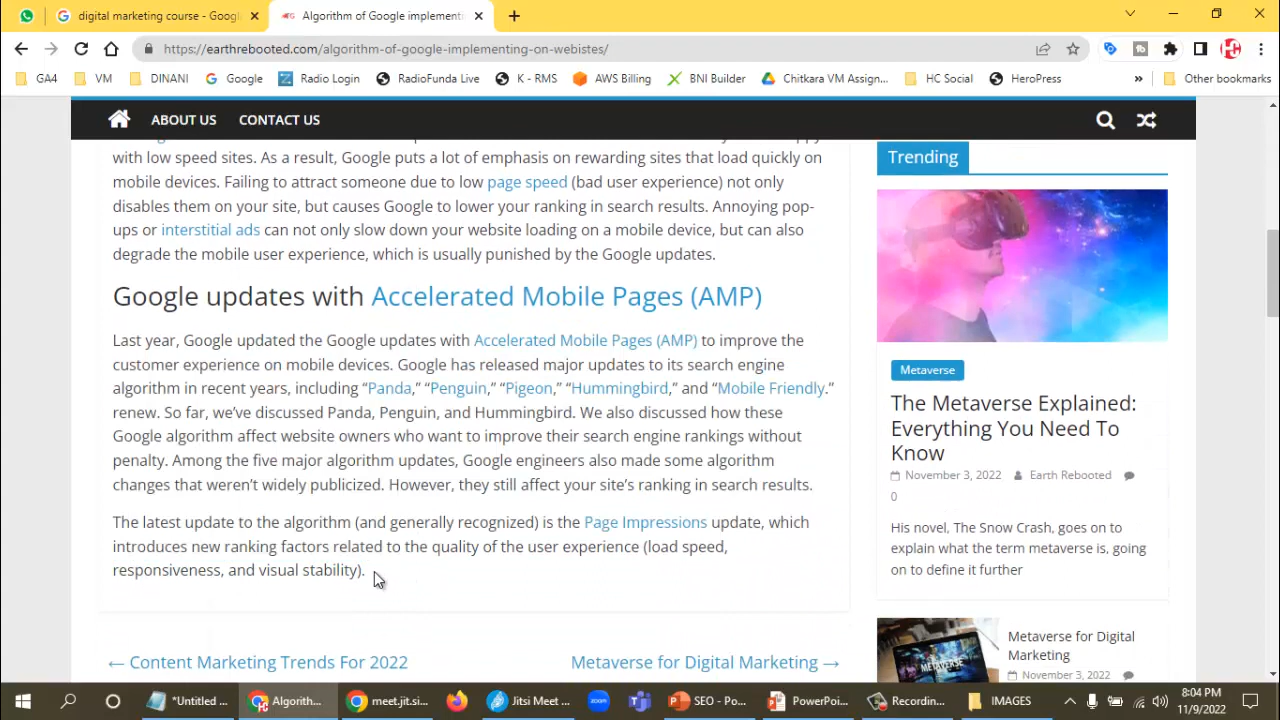 digital marketing course - Googl
Algorithm of Google implementin
https://earthrebooted.com/algorithm-of-google-implementing-on-webistes/
GA4
VM
DINANI
Google
Radio Login
RadioFunda Live
K - RMS
AWS Billing
BNI Builder
Chitkara VM Assign...
HC Social
HeroPress
»
Other bookmarks
ABOUT US
CONTACT US
with low speed sites. As a result, Google puts a lot of emphasis on rewarding sites that load quickly on
mobile devices. Failing to attract someone due to low page speed (bad user experience) not only
disables them on your site, but causes Google to lower your ranking in search results. Annoying pop-
ups or interstitial ads can not only slow down your website loading on a mobile device, but can also
degrade the mobile user experience, which is usually punished by the Google updates.
Google updates with Accelerated Mobile Pages (AMP)
Last year, Google updated the Google updates with Accelerated Mobile Pages (AMP) to improve the
customer experience on mobile devices. Google has released major updates to its search engine
algorithm in recent years, including “Panda,” “Penguin,” “Pigeon,” “Hummingbird,” and “Mobile Friendly.”
renew. So far, we’ve discussed Panda, Penguin, and Hummingbird. We also discussed how these
Google algorithm affect website owners who want to improve their search engine rankings without
penalty. Among the five major algorithm updates, Google engineers also made some algorithm
changes that weren’t widely publicized. However, they still affect your site’s ranking in search results.
The latest update to the algorithm (and generally recognized) is the Page Impressions update, which
introduces new ranking factors related to the quality of the user experience (load speed,
responsiveness, and visual stability).
← Content Marketing Trends For 2022
Metaverse for Digital Marketing →
Trending
Metaverse
The Metaverse Explained:
Everything You Need To
Know
November 3, 2022
Earth Rebooted
0
His novel, The Snow Crash, goes on to
explain what the term metaverse is, going
on to define it further
METAVERSE
Metaverse for Digital
Marketing
November 2, 2022
*Untitled ...
Algorith...
meet.jit.si...
Jitsi Meet ...
zoom
SEO - Po...
PowerPoi...
Recordin...
IMAGES
8:04 PM
11/9/2022